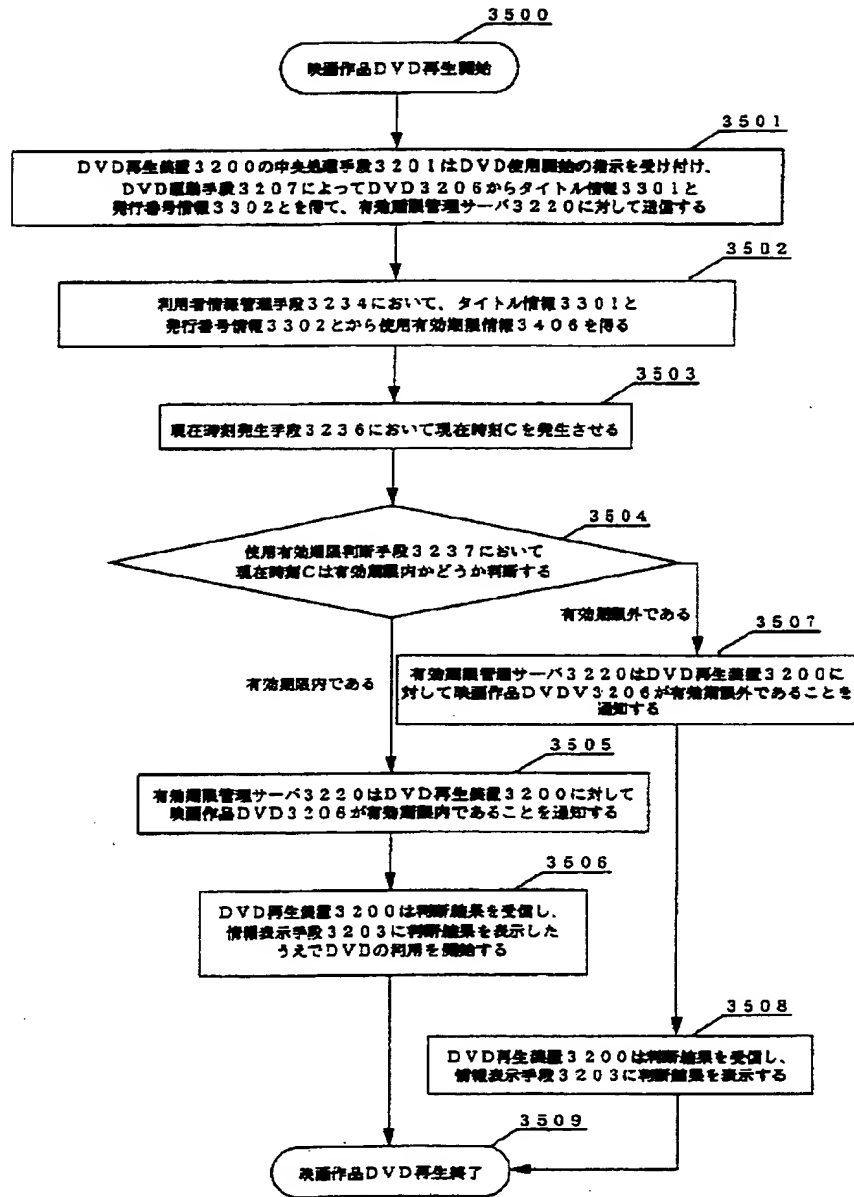 3500
映画作品DVD再生開始
3501
DVD再生装置3200の中央処理手段3201はDVD使用開始の指示を受け付け、
DVD駆動手段3207によってDVD3206からタイトル情報3301と
発行番号情報3302とを得て、有効期限管理サーバ3220に対して送信する
3502
利用者情報管理手段3234において、タイトル情報3301と
発行番号情報3302とから使用有効期限情報3406を得る
3503
現在時刻発生手段3236において現在時刻Cを発生させる
3504
使用有効期限判断手段3237において
現在時刻Cは有効期限内かどうか判断する
有効期限外である
3507
有効期限管理サーバ3220はDVD再生装置3200に
対して映画作品DVDV3206が有効期限外であることを
通知する
有効期限内である
3505
有効期限管理サーバ3220はDVD再生装置3200に対して
映画作品DVD3206が有効期限内であることを通知する
3506
DVD再生装置3200は判断結果を受信し、
情報表示手段3203に判断結果を表示した
うえでDVDの利用を開始する
3508
DVD再生装置3200は判断結果を受信し、
情報表示手段3203に判断結果を表示する
3509
映画作品DVD再生終了